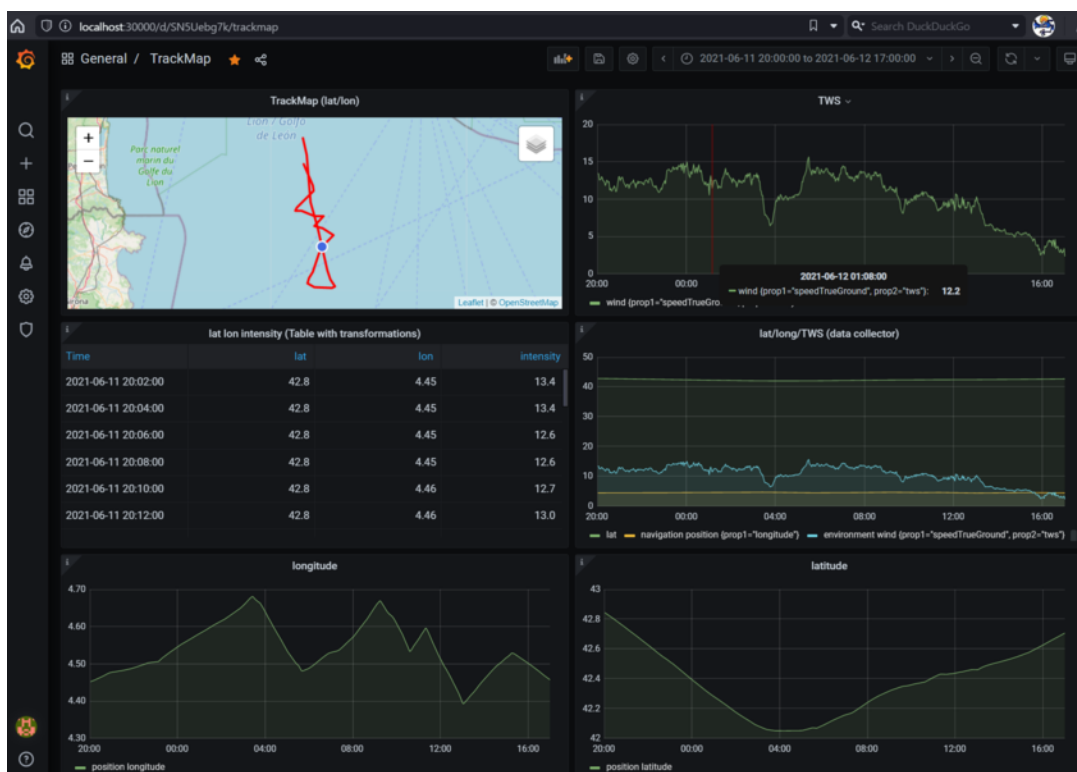 localhost:30000/d/SN5Uebg7k/trackmap
Search DuckDuckGo
General / TrackMap
2021-06-11 20:00:00 to 2021-06-12 17:00:00
TrackMap (lat/lon)
+
−
Lion / Golfo
de León
Parc naturel
marin du
Golfe du
Lion
Leaflet | © OpenStreetMap
TWS
20
15
10
5
0
20:00
00:00
16:00
2021-06-12 01:08:00
wind {prop1="speedTrueGround", prop2="tws"}: 12.2
wind {prop1="speedTrueGro
lat lon intensity (Table with transformations)
Time lat lon intensity
2021-06-11 20:02:00 42.8 4.45 13.4
2021-06-11 20:04:00 42.8 4.45 13.4
2021-06-11 20:06:00 42.8 4.45 12.6
2021-06-11 20:08:00 42.8 4.45 12.6
2021-06-11 20:10:00 42.8 4.46 12.7
2021-06-11 20:12:00 42.8 4.46 13.0
lat/long/TWS (data collector)
50
40
30
20
10
0
20:00 00:00 04:00 08:00 12:00 16:00
lat navigation position {prop1="longitude"} environment wind {prop1="speedTrueGround", prop2="tws"}
longitude
4.70
4.60
4.50
4.40
4.30
20:00 00:00 04:00 08:00 12:00 16:00
position longitude
latitude
43
42.8
42.6
42.4
42.2
42
20:00 00:00 04:00 08:00 12:00 16:00
position latitude